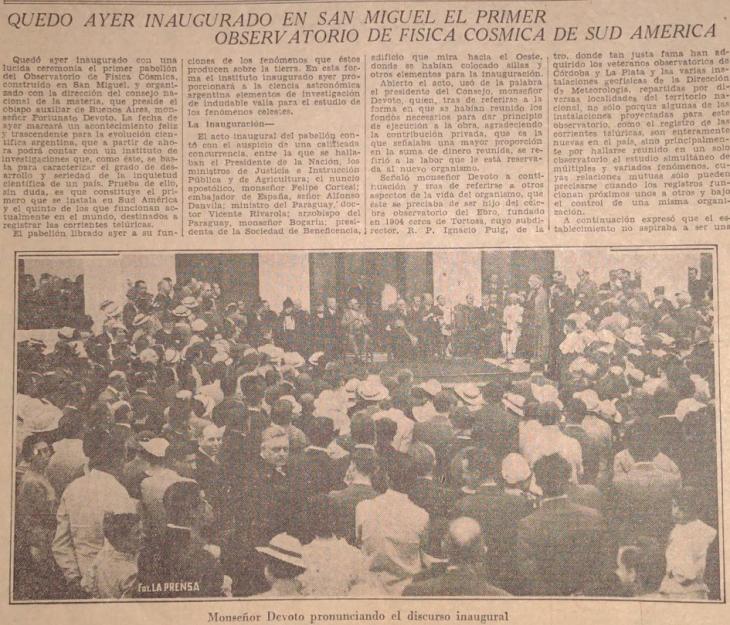 QUEDO AYER INAUGURADO EN SAN MIGUEL EL PRIMER
OBSERVATORIO DE FISICA COSMICA DE SUD AMERICA
Quedó ayer inaugurado con una
lucida ceremonia el primer pabellón
del Observatorio de Física Cósmica,
construído en San Miguel, y organi-
zado con la dirección del consejo na-
cional de la materia, que preside el
obispo auxiliar de Buenos Aires, mon-
señor Fortunato Devoto. La fecha de
ayer marcará un acontecimiento feliz
y trascendente para la evolución cien-
tífica argentina, que a partir de aho-
ra podrá contar con un instituto de
investigaciones que, como éste, se bas-
ta para caracterizar el grado de des-
arrollo y seriedad de la inquietud
científica de un país. Prueba de ello,
sin duda, es que constituye el pri-
mero que se instala en Sud América
y el quinto de los que funcionan ac-
tualmente en el mundo, destinados a
registrar las corrientes telúricas.
El pabellón librado ayer a su fun-
ciones de los fenómenos que éstos
producen sobre la tierra. En esta forma
el instituto inaugurado ayer pro-
porcionará a la ciencia astronómica
argentina elementos de investigación
de indudable valía para el estudio de
los fenómenos celestes.
La inauguración—
El acto inaugural del pabellón con-
tó con el auspicio de una calificada
concurrencia, entre la que se halla-
ban el Presidente de la Nación, los
ministros de Justicia e Instrucción
Pública y de Agricultura; el nuncio
apostólico, monseñor Felipe Cortesi;
embajador de España, señor Alfonso
Danvila; ministro del Paraguay, doc-
tor Vicente Rivarola; arzobispo del
Paraguay, monseñor Bogarín; presi-
denta de la Sociedad de Beneficencia,
edificio que mira hacia el Oeste,
donde se habían colocado sillas y
otros elementos para la inauguración.
Abierto el acto, usó de la palabra
el presidente del Consejo, monseñor
Devoto, quien, tras de referirse a la
forma en que se habían reunido los
fondos necesarios para dar principio
de ejecución a la obra, agradeciendo
la contribución privada, que es la
que señalaba una mayor proporción
en la suma de dinero reunida, se re-
firió a la labor que le está reserva-
da al nuevo organismo.
Señaló monseñor Devoto a conti-
nuación y tras de referirse a otros
aspectos de la vida del organismo, que
éste se preciaba de ser hijo del céle-
bre observatorio del Ebro, fundado
en 1904 cerca de Tortosa, cuyo subdi-
rector, R. P. Ignacio Puig, de la
tro, donde tan justa fama han ad-
quirido los veteranos observatorios de
Córdoba y La Plata y las varias ins-
talaciones geofísicas de la Dirección
de Meteorología, repartidas por di-
versas localidades del territorio na-
cional, no sólo porque algunas de las
instalaciones proyectadas para este
observatorio, como el registro de las
corrientes telúricas, son enteramente
nuevas en el país, sino principalmen-
te por hallarse reunido en un solo
observatorio el estudio simultáneo de
múltiples y variados fenómenos, cu-
yas relaciones mutuas sólo pueden
precisarse cuando los registros fun-
cionan próximos unos a otros y bajo
el control de una misma organi-
zación.
A continuación expresó que el es-
tablecimiento no aspiraba a ser una
Fot. LA PRENSA
Monseñor Devoto pronunciando el discurso inaugural